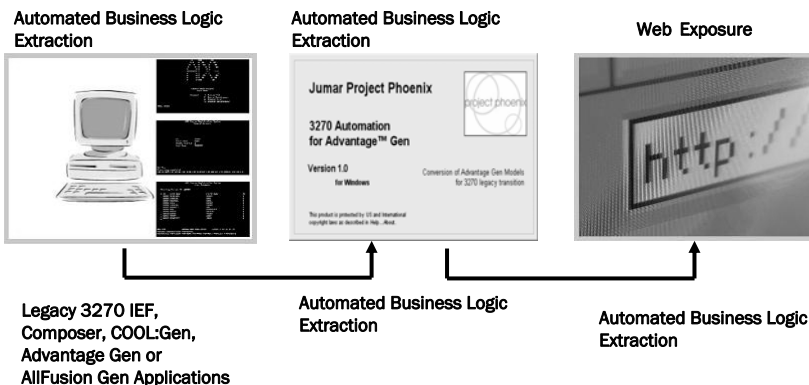 Automated Business Logic
Extraction
Automated Business Logic
Extraction
Web Exposure
Jumar Project Phoenix
project phoenix
3270 Automation
for Advantage™ Gen
Version 1.0
for Windows
Conversion of Advantage Gen Models
for 3270 legacy transition
This product is protected by US and International
copyright laws as described in Help...About.
http://
Legacy 3270 IEF,
Composer, COOL:Gen,
Advantage Gen or
AllFusion Gen Applications
Automated Business Logic
Extraction
Automated Business Logic
Extraction